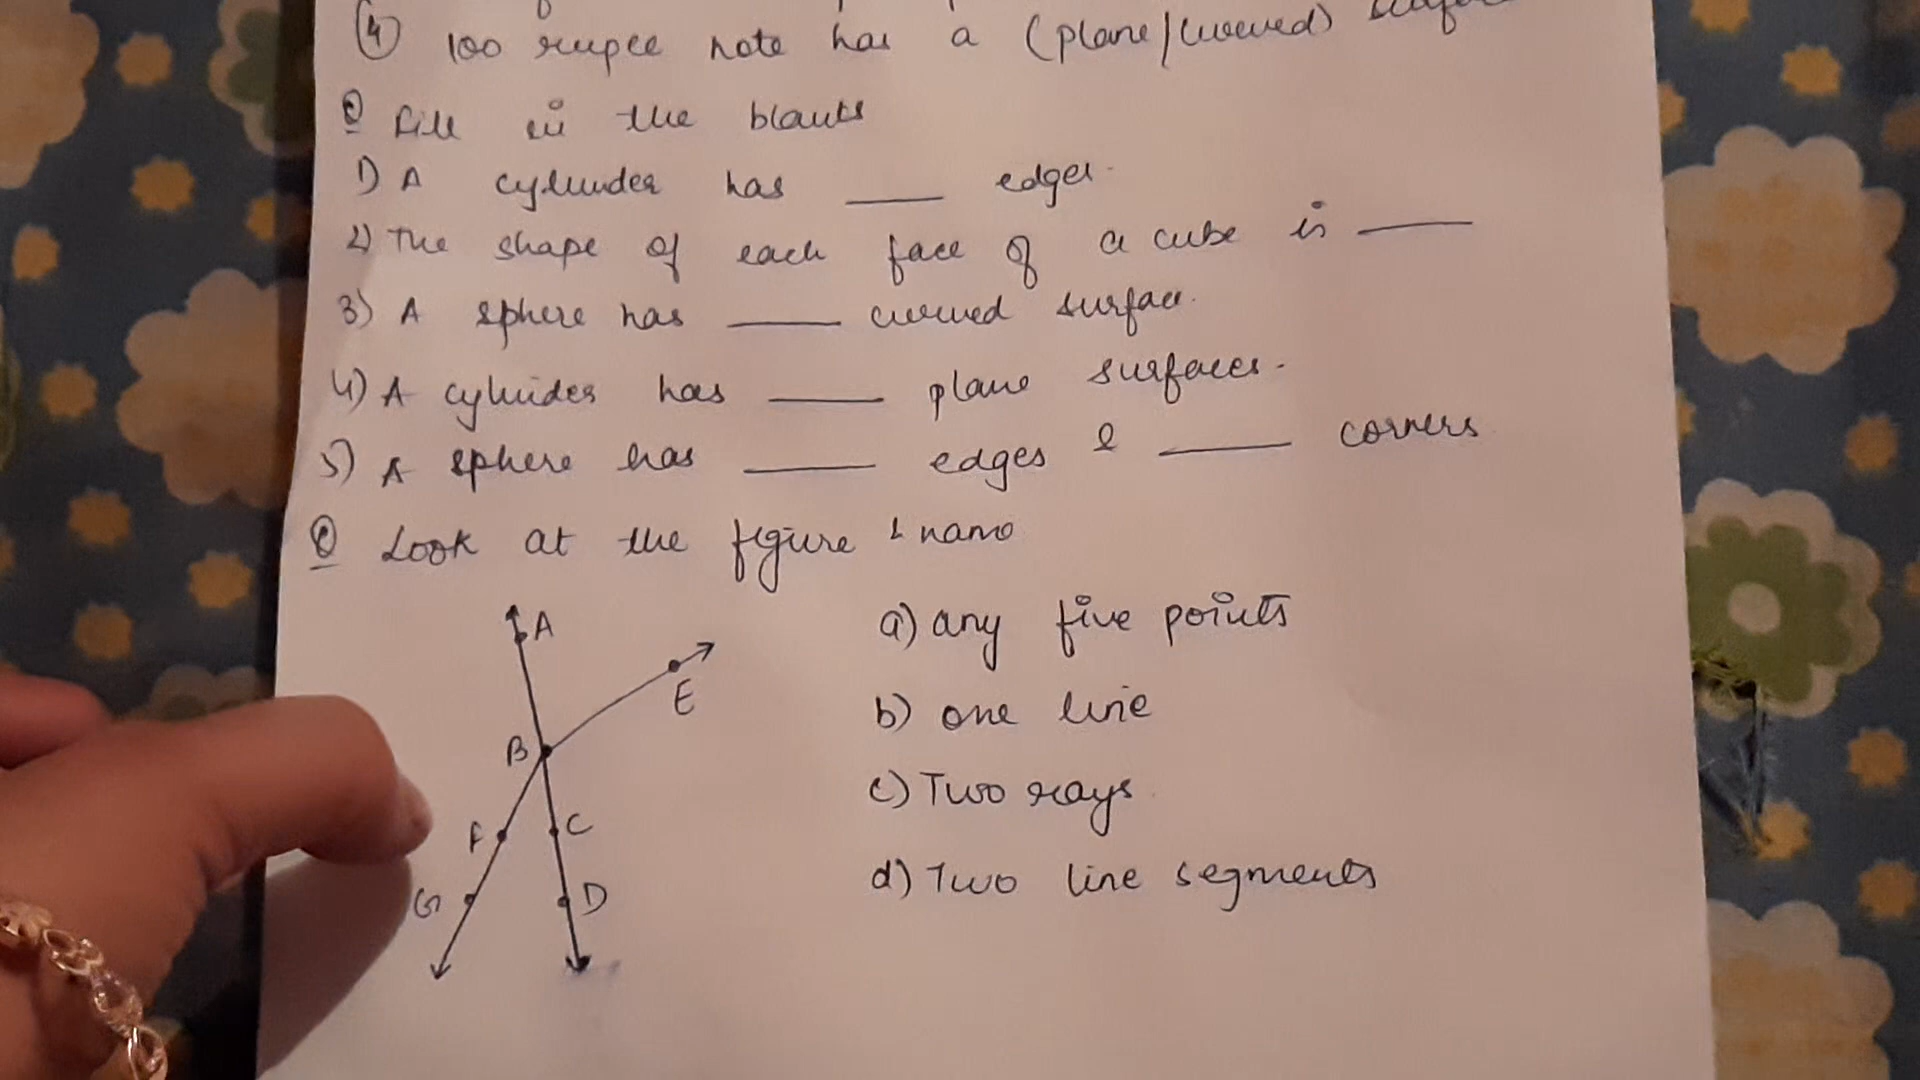 (4) 100 rupee note has a (plane/curved)
Q Fill in the blanks
1) A cylinder has ____ edges.
2) The shape of each face of a cube is ____
3) A sphere has ____ curved surface.
4) A cylinder has ____ plane surfaces.
5) A sphere has ____ edges & ____ corners
Q Look at the figure & name
A
E
B
F C
G D
a) any five points
b) one line
c) Two rays
d) Two line segments